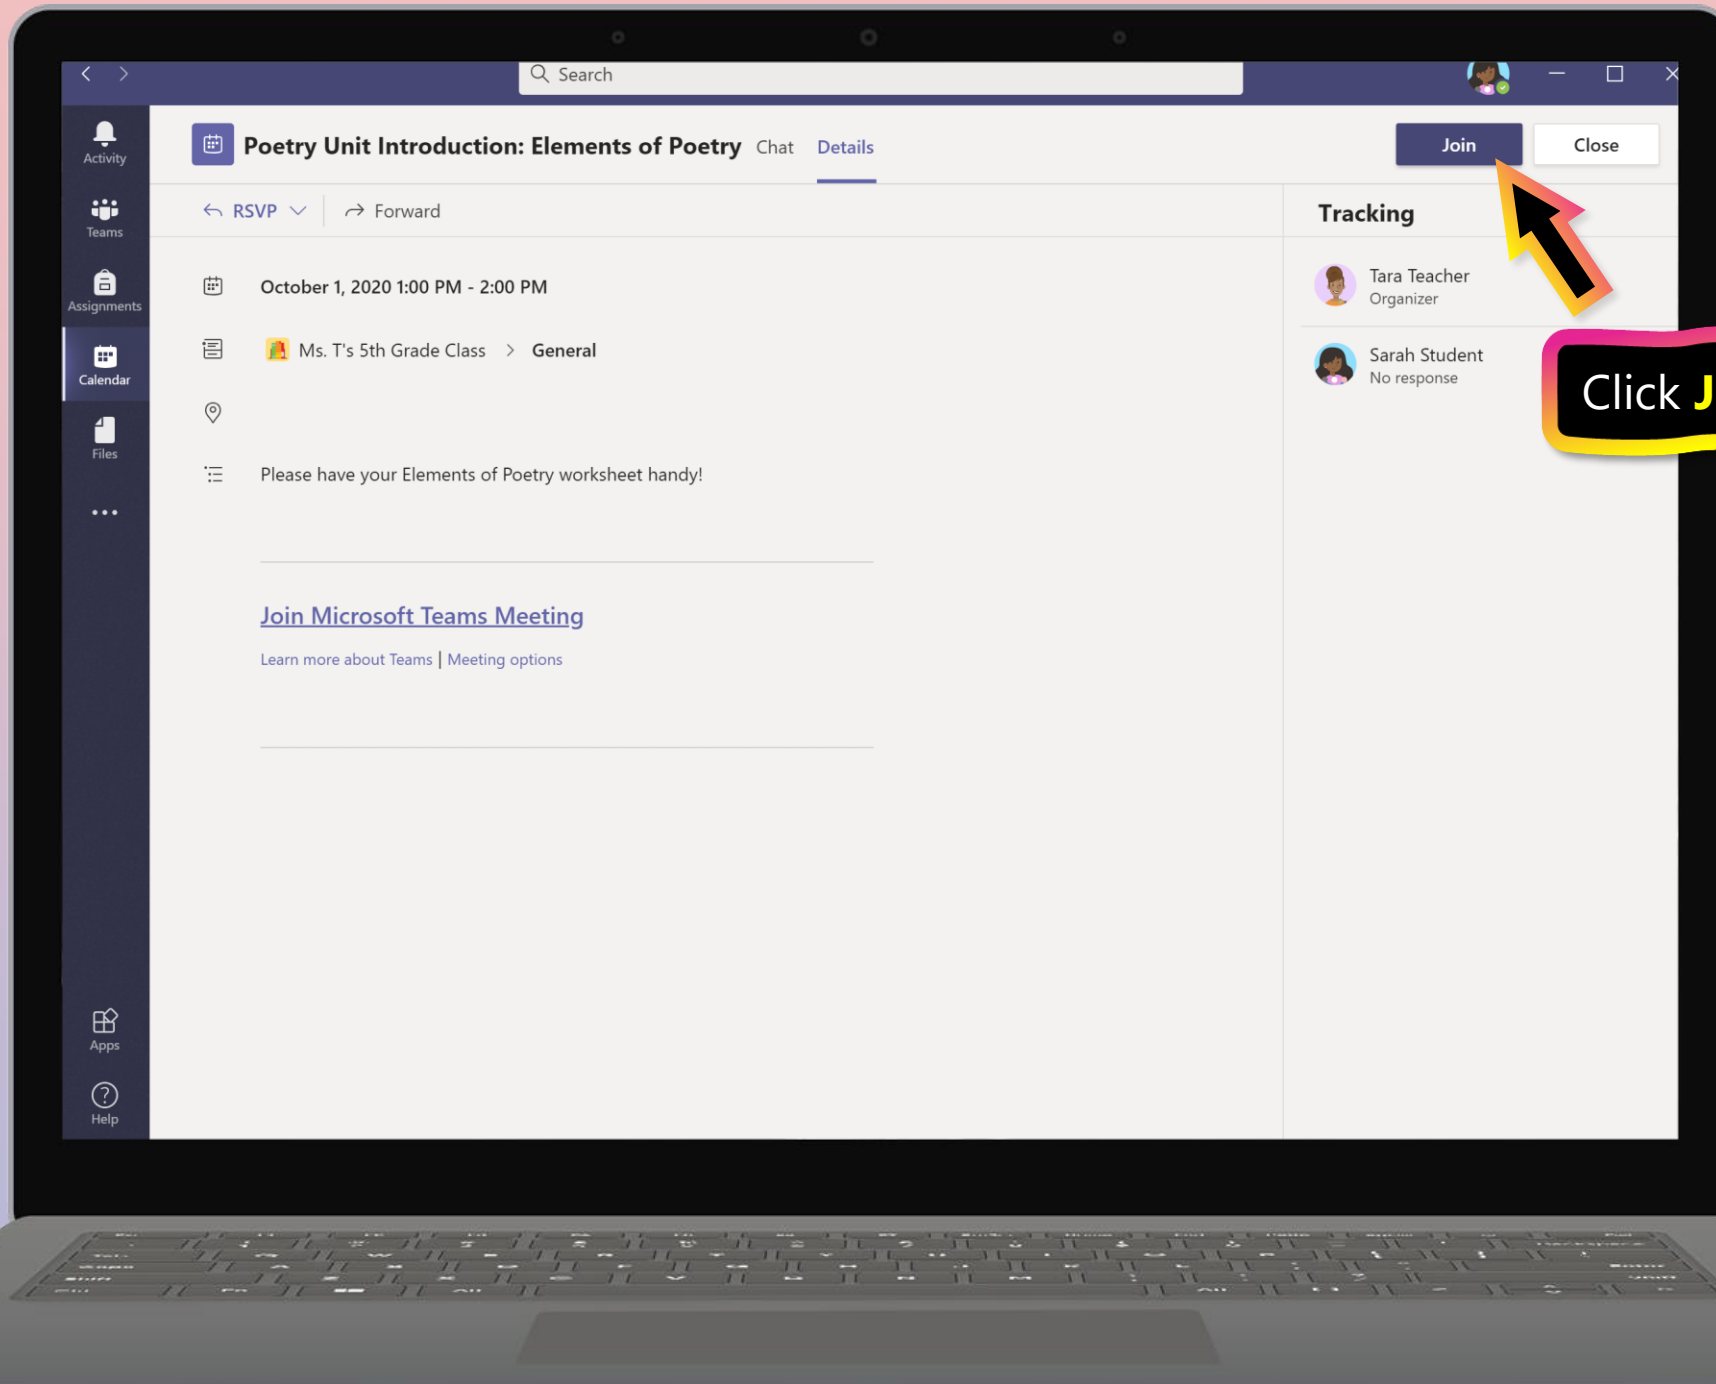 Search
Activity
Poetry Unit Introduction: Elements of Poetry Chat Details
Join Close
Teams
RSVP Forward
Tracking
Assignments
October 1, 2020 1:00 PM - 2:00 PM
Tara Teacher
Organizer
Calendar
Ms. T's 5th Grade Class > General
Sarah Student
No response
Click J
Files
Please have your Elements of Poetry worksheet handy!
Join Microsoft Teams Meeting
Learn more about Teams | Meeting options
Apps
Help